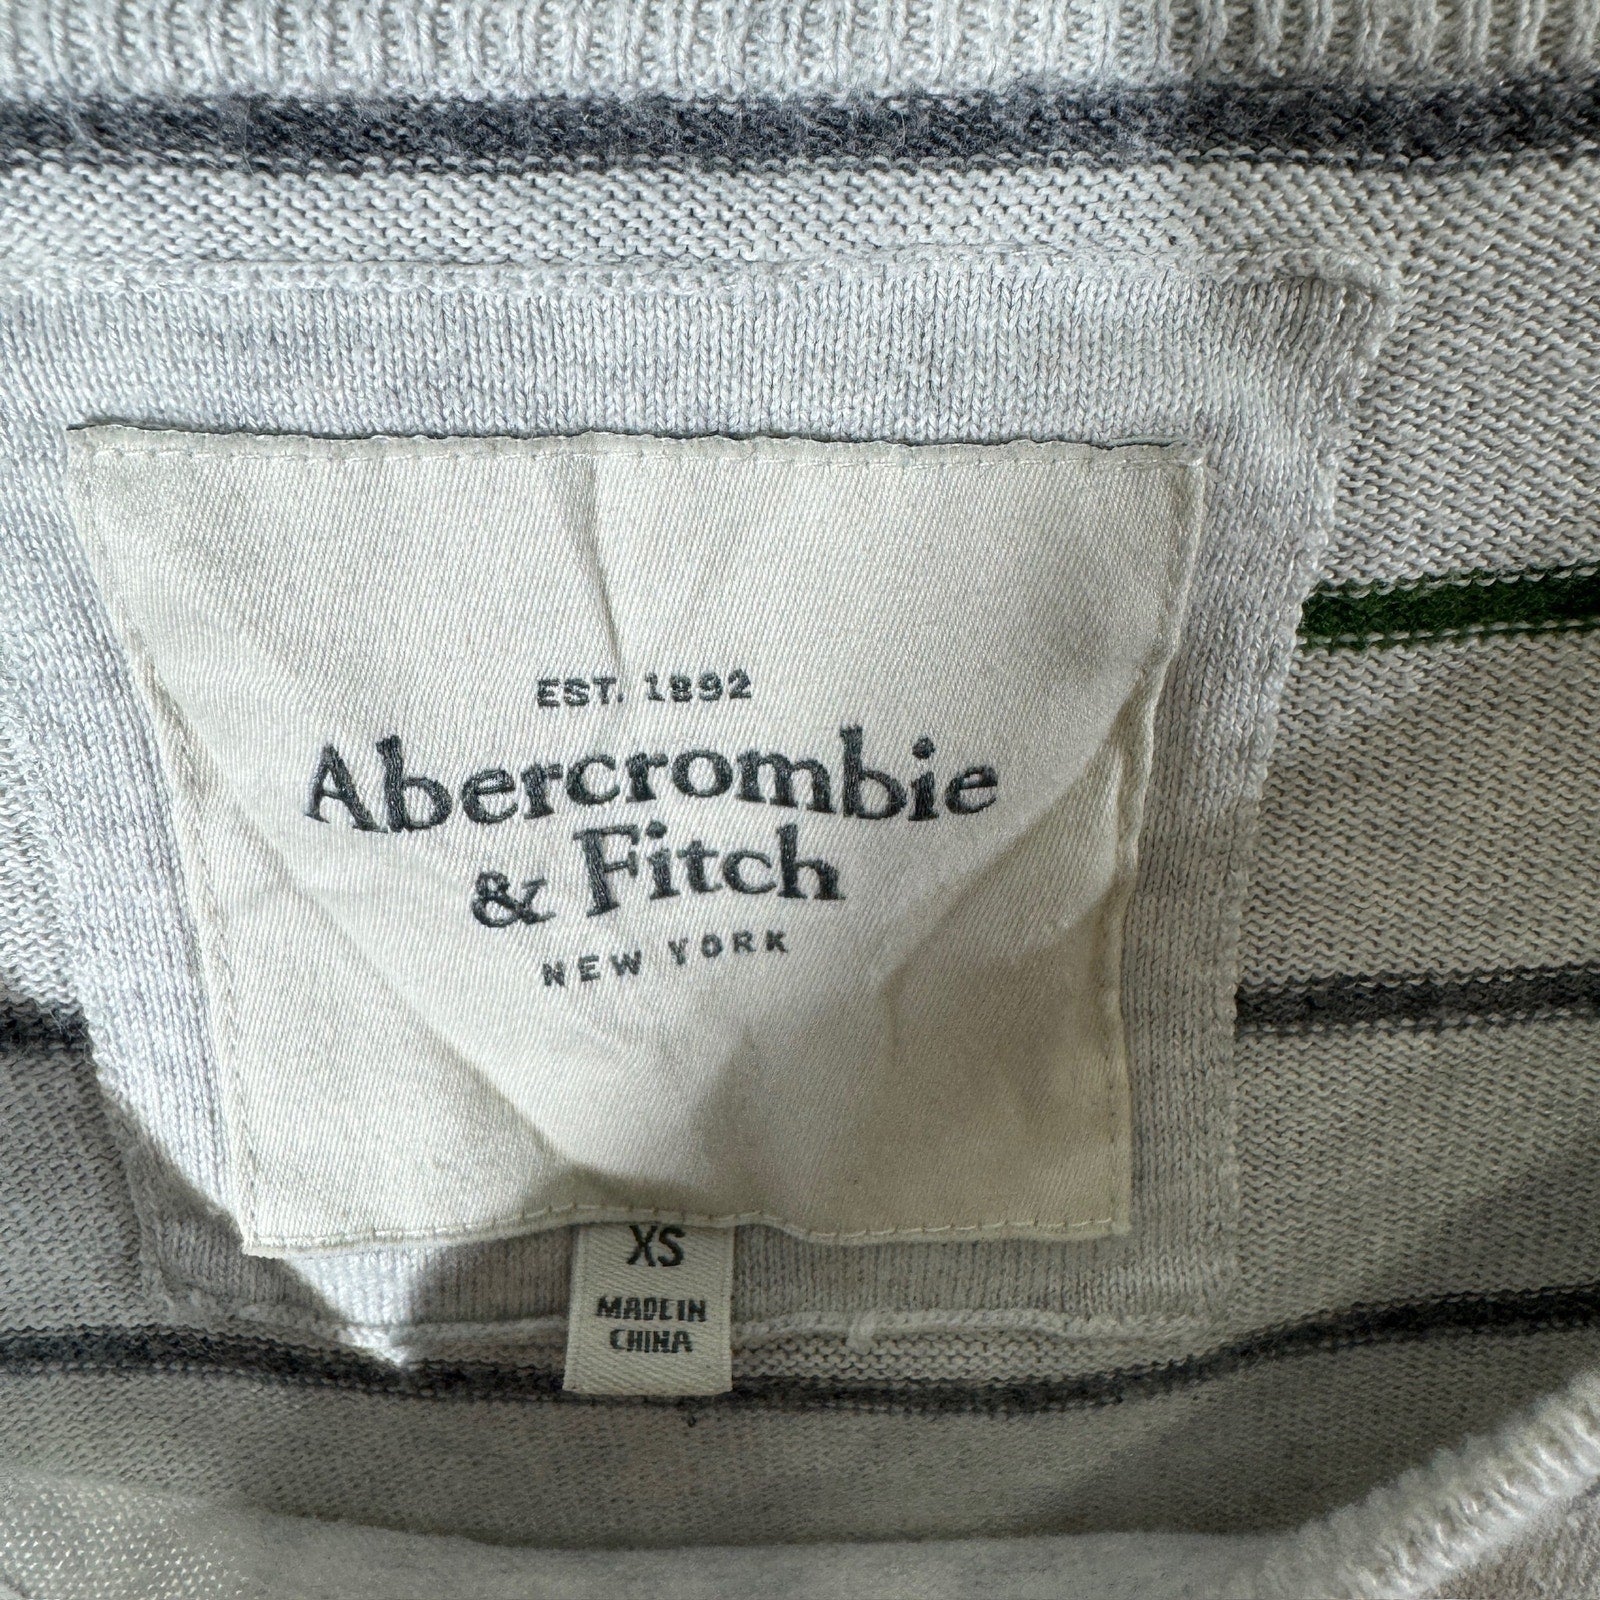 EST. 1892
Abercrombie
& Fitch
NEW YORK
XS
MADE IN
CHINA